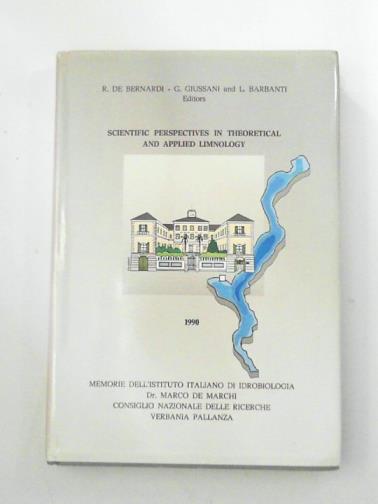 R. DE BERNARDI - G. GIUSSANI and L. BARBANTI
Editors
SCIENTIFIC PERSPECTIVES IN THEORETICAL
AND APPLIED LIMNOLOGY
1990
MEMORIE DELL'ISTITUTO ITALIANO DI IDROBIOLOGIA
Dr. MARCO DE MARCHI
CONSIGLIO NAZIONALE DELLE RICERCHE
VERBANIA PALLANZA